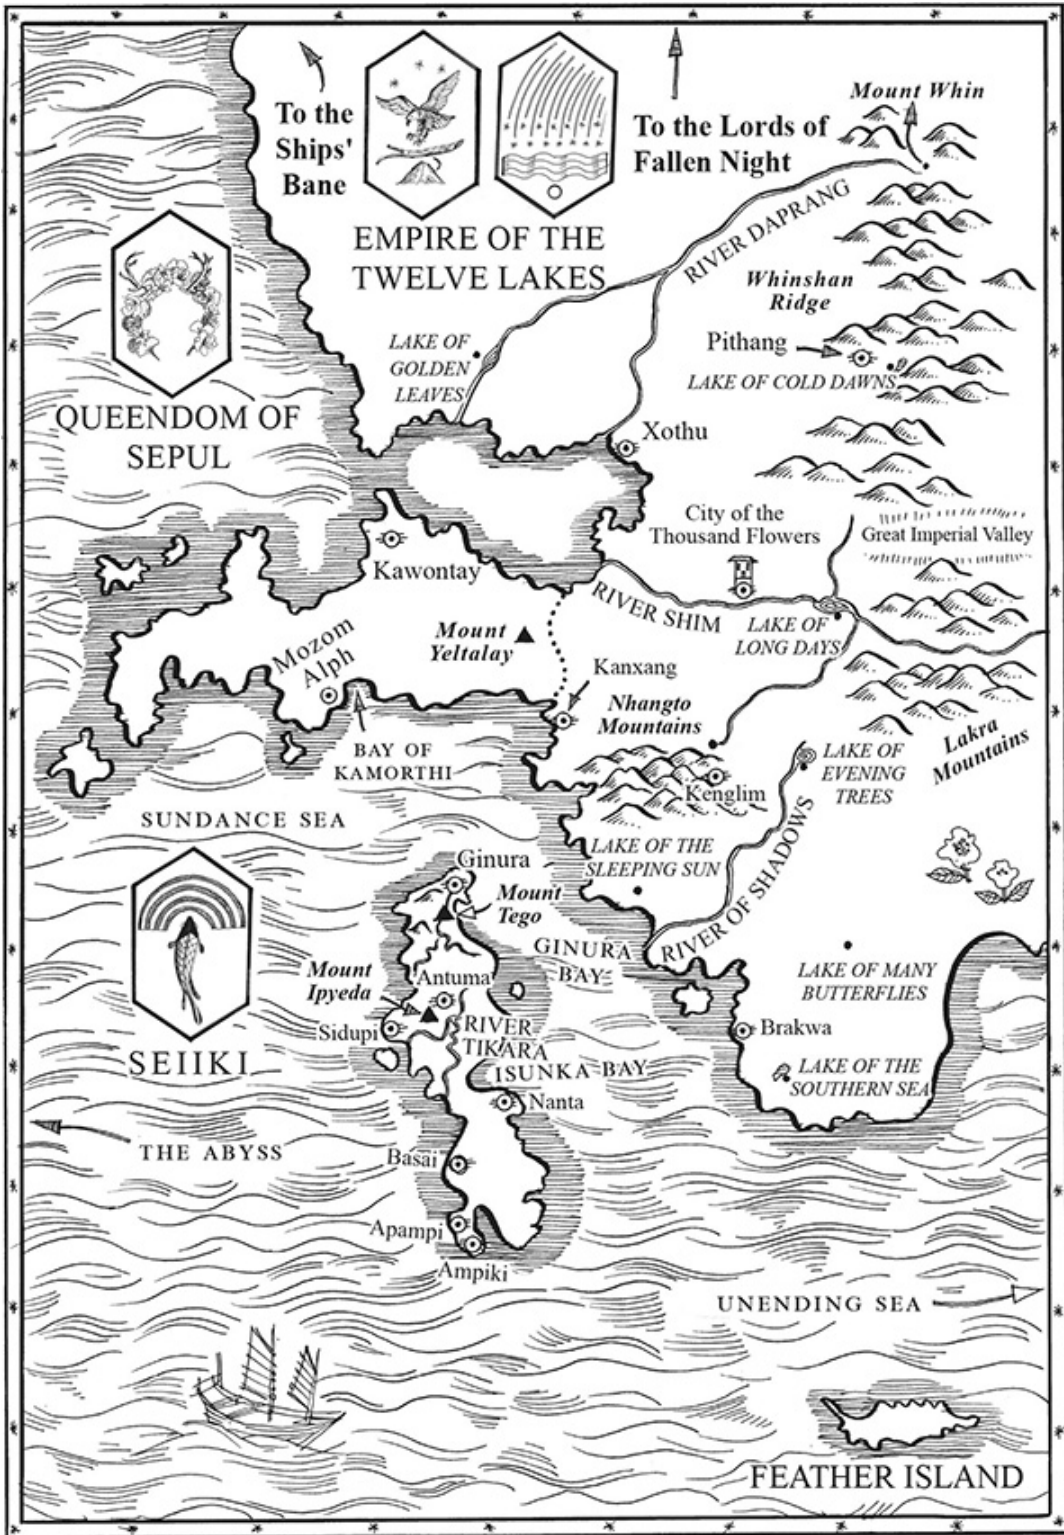 To the
Ships'
Bane
To the Lords of
Fallen Night
Mount Whin
EMPIRE OF THE
TWELVE LAKES
RIVER DAPRANG
Whinshan
Ridge
LAKE OF
GOLDEN
LEAVES
Pithang
LAKE OF COLD DAWNS
QUEENDOM OF
SEPUL
Xothu
City of the
Thousand Flowers
Great Imperial Valley
Kawontay
RIVER SHIM
LAKE OF
LONG DAYS
Mount
Yeltalay
Mozom
Alph
Kanxang
Nhangto
Mountains
Lakra
Mountains
BAY OF
KAMORTHI
LAKE OF
EVENING
TREES
Kenglim
SUNDANCE SEA
LAKE OF THE
SLEEPING SUN
RIVER OF SHADOWS
Ginura
Mount
Tego
GINURA
BAY
Mount
Ipyeda
Antuma
LAKE OF MANY
BUTTERFLIES
Sidupi
RIVER
TIKARA
Brakwa
SEIIKI
ISUNKA BAY
LAKE OF THE
SOUTHERN SEA
Nanta
THE ABYSS
Basai
Apampi
Ampiki
UNENDING SEA
FEATHER ISLAND